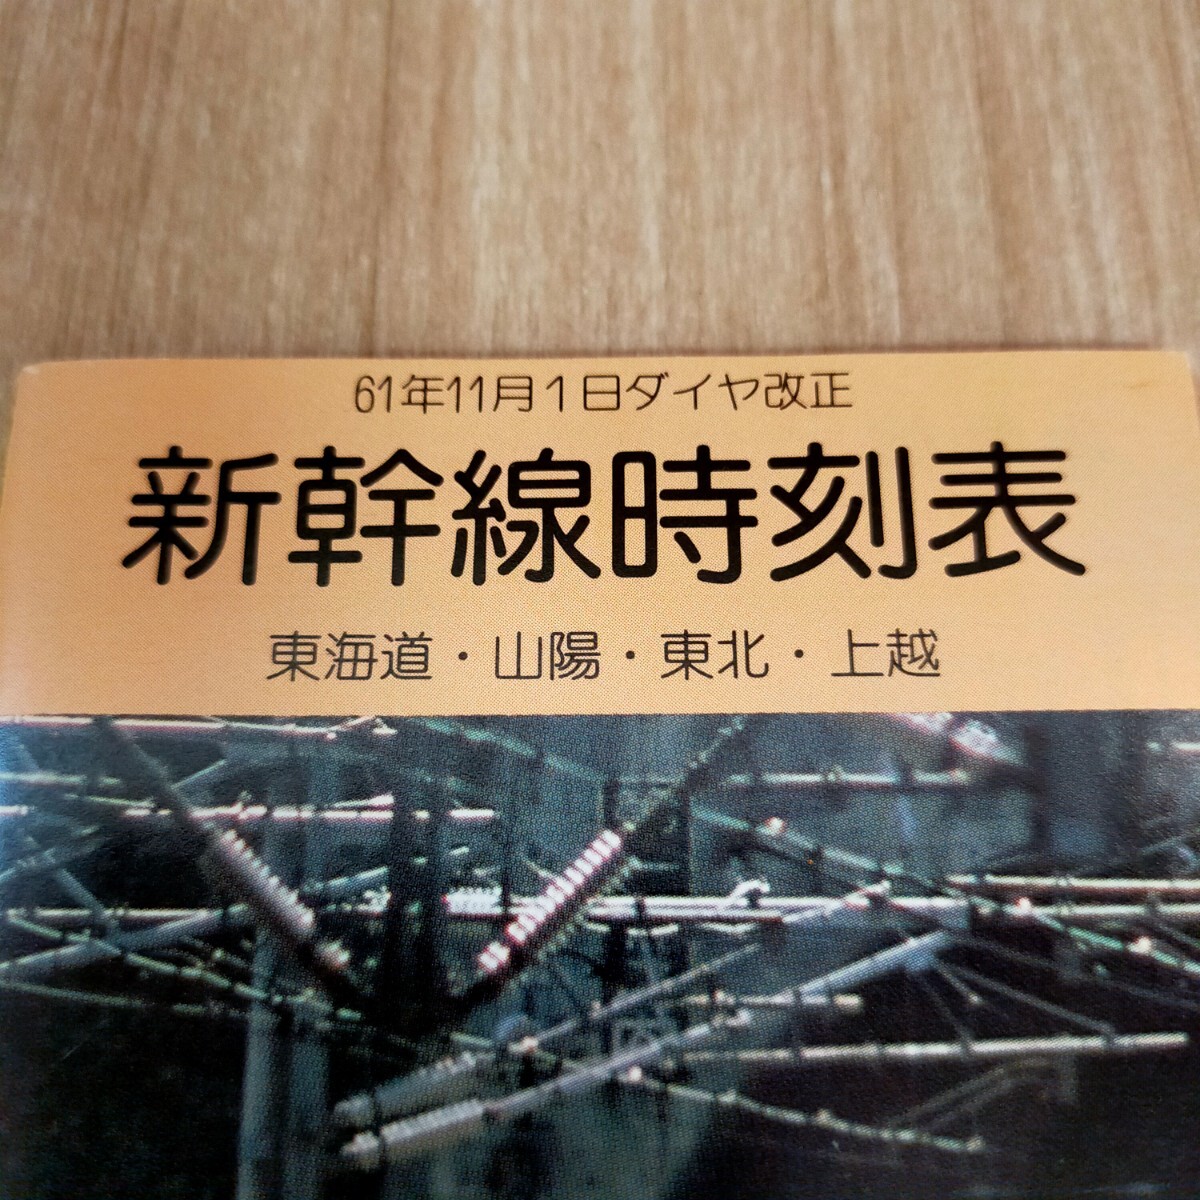 61年11月1日ダイヤ改正
新幹線時刻表
東海道・山陽・東北・上越